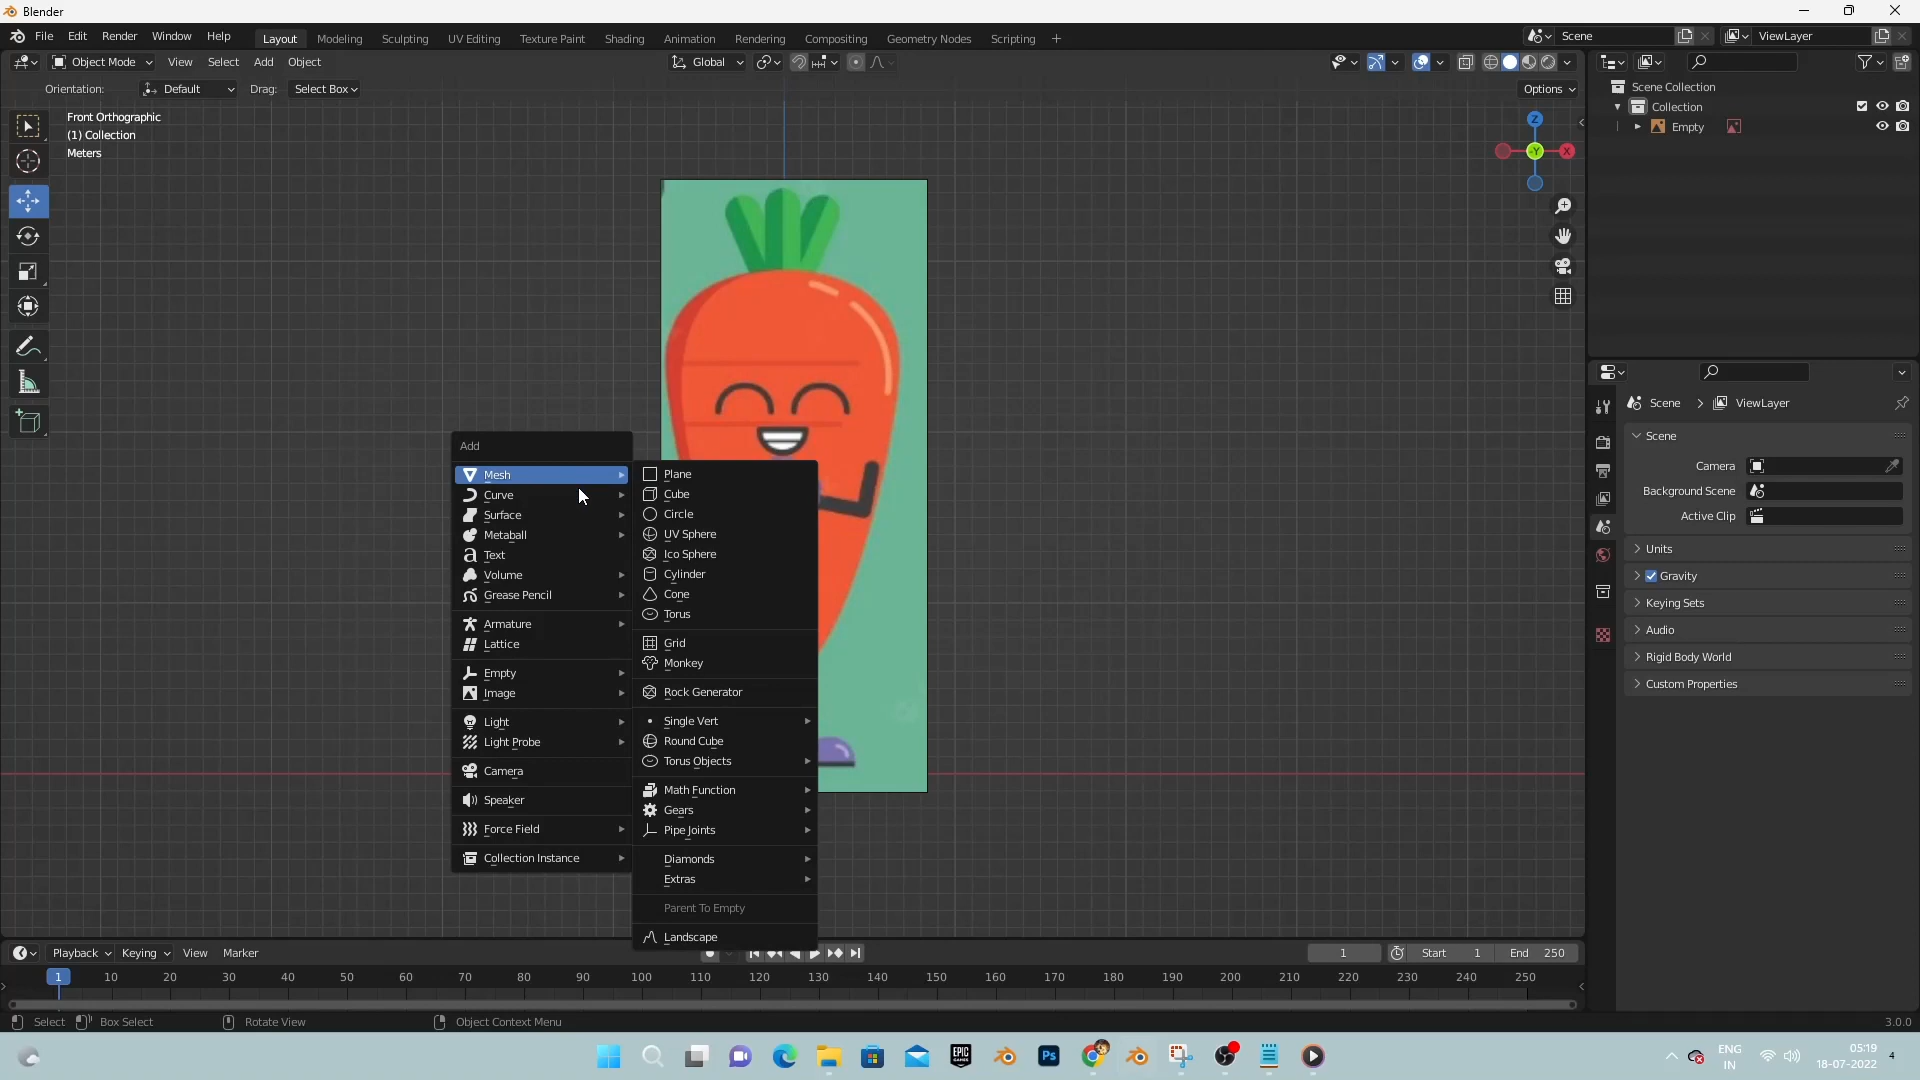 Blender
File Edit Render Window Help
Layout Modeling Sculpting UV Editing Texture Paint Shading Animation Rendering Compositing Geometry Nodes Scripting +
Scene
ViewLayer
Object Mode View Select Add Object
Global
Orientation: Default Drag: Select Box
Options
Front Orthographic
(1) Collection
Meters
Z
Y
X
Scene Collection
Collection
Empty
Add
Mesh
Curve
Surface
Metaball
Text
Volume
Grease Pencil
Armature
Lattice
Empty
Image
Light
Light Probe
Camera
Speaker
Force Field
Collection Instance
Plane
Cube
Circle
UV Sphere
Ico Sphere
Cylinder
Cone
Torus
Grid
Monkey
Rock Generator
Single Vert
Round Cube
Torus Objects
Math Function
Gears
Pipe Joints
Diamonds
Extras
Parent To Empty
Landscape
Scene > ViewLayer
Scene
Camera
Background Scene
Active Clip
Units
Gravity
Keying Sets
Audio
Rigid Body World
Custom Properties
Playback Keying View Marker
1 Start 1 End 250
1 10 20 30 40 50 60 70 80 90 100 110 120 130 140 150 160 170 180 190 200 210 220 230 240 250
Select Box Select Rotate View Object Context Menu
3.0.0
EPIC GAMES
Ps
ENG
IN
05:19
18-07-2022
4